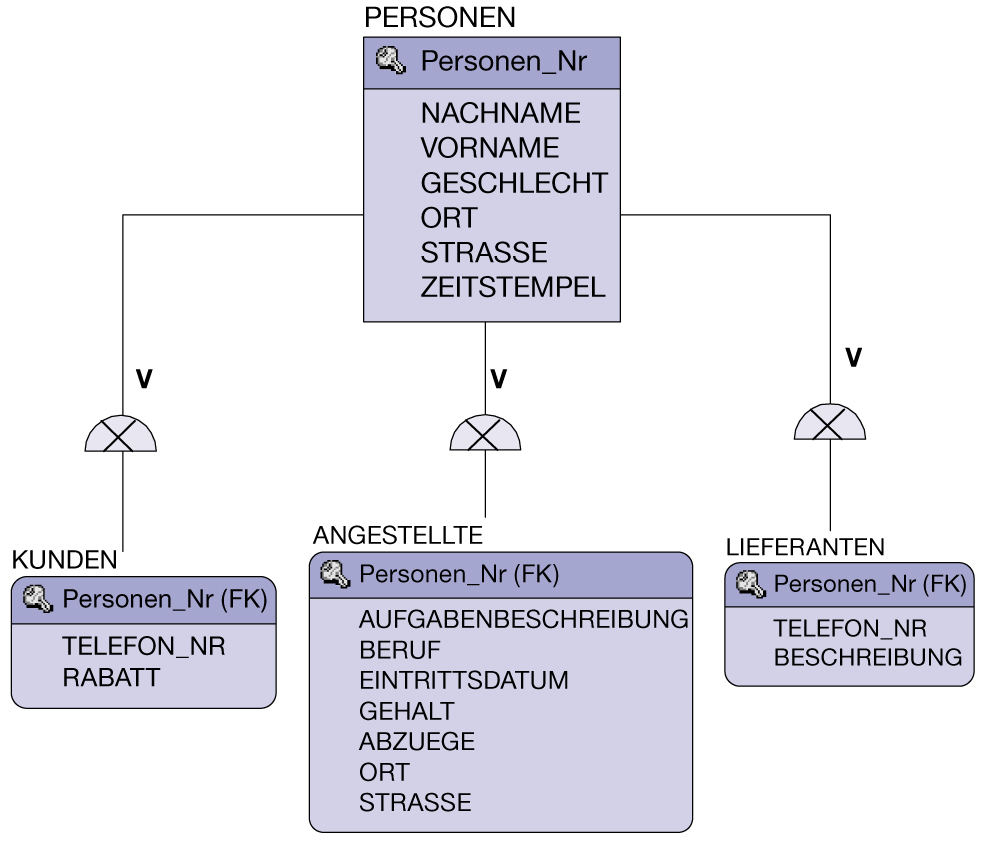 PERSONEN
Personen_Nr
NACHNAME
VORNAME
GESCHLECHT
ORT
STRASSE
ZEITSTEMPEL
V
V
V
KUNDEN
Personen_Nr (FK)
TELEFON_NR
RABATT
ANGESTELLTE
Personen_Nr (FK)
AUFGABENBESCHREIBUNG
BERUF
EINTRITTSDATUM
GEHALT
ABZUEGE
ORT
STRASSE
LIEFERANTEN
Personen_Nr (FK)
TELEFON_NR
BESCHREIBUNG